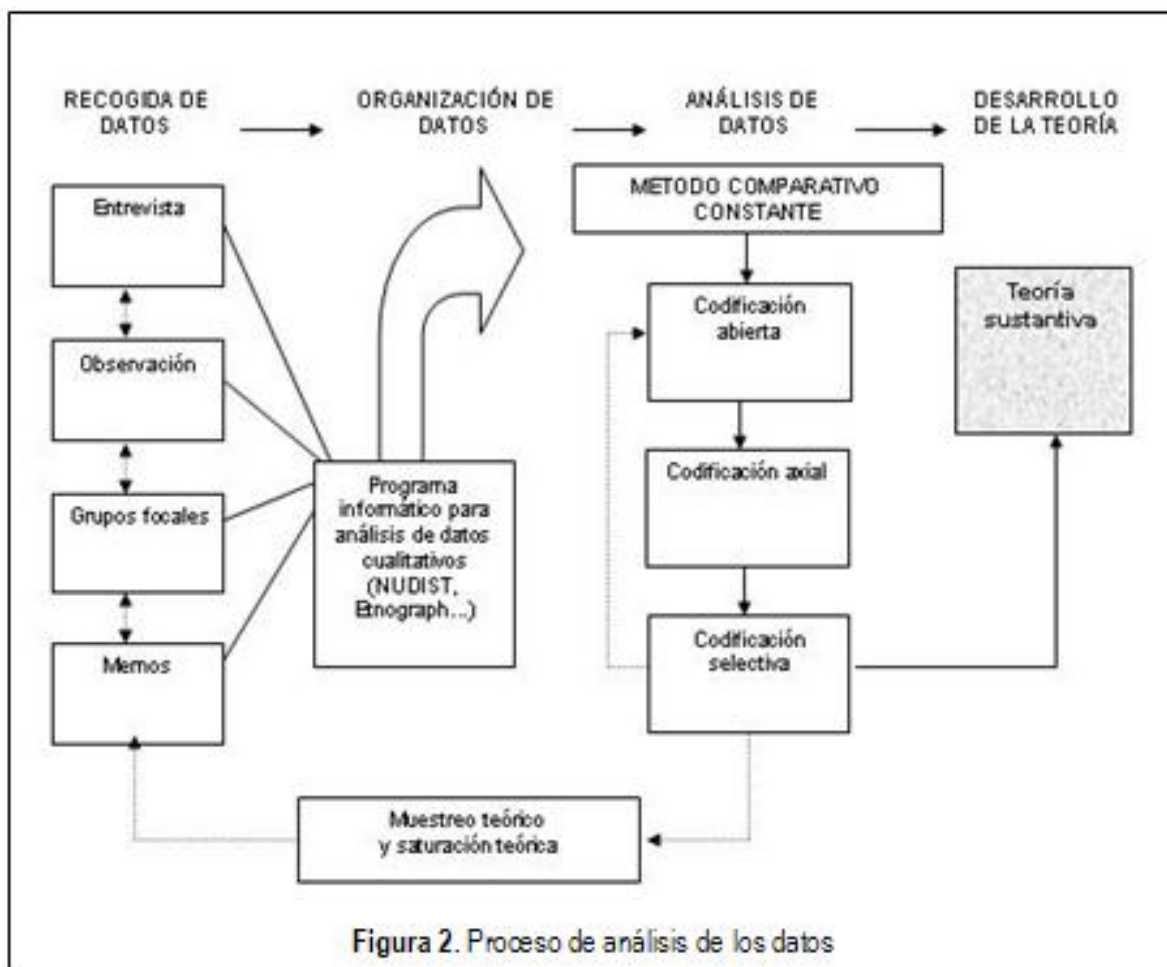 RECOGIDA DE
DATOS
ORGANIZACIÓN DE
DATOS
ANÁLISIS DE
DATOS
DESARROLLO
DE LA TEORÍA
Entrevista
Observación
Grupos focales
Memos
Programa
informático para
análisis de datos
cualitativos
(NUDIST,
Etnograph...)
METODO COMPARATIVO
CONSTANTE
Codificación
abierta
Codificación axial
Codificación
selectiva
Teoría
sustantiva
Muestreo teórico
y saturación teórica
Figura 2. Proceso de análisis de los datos